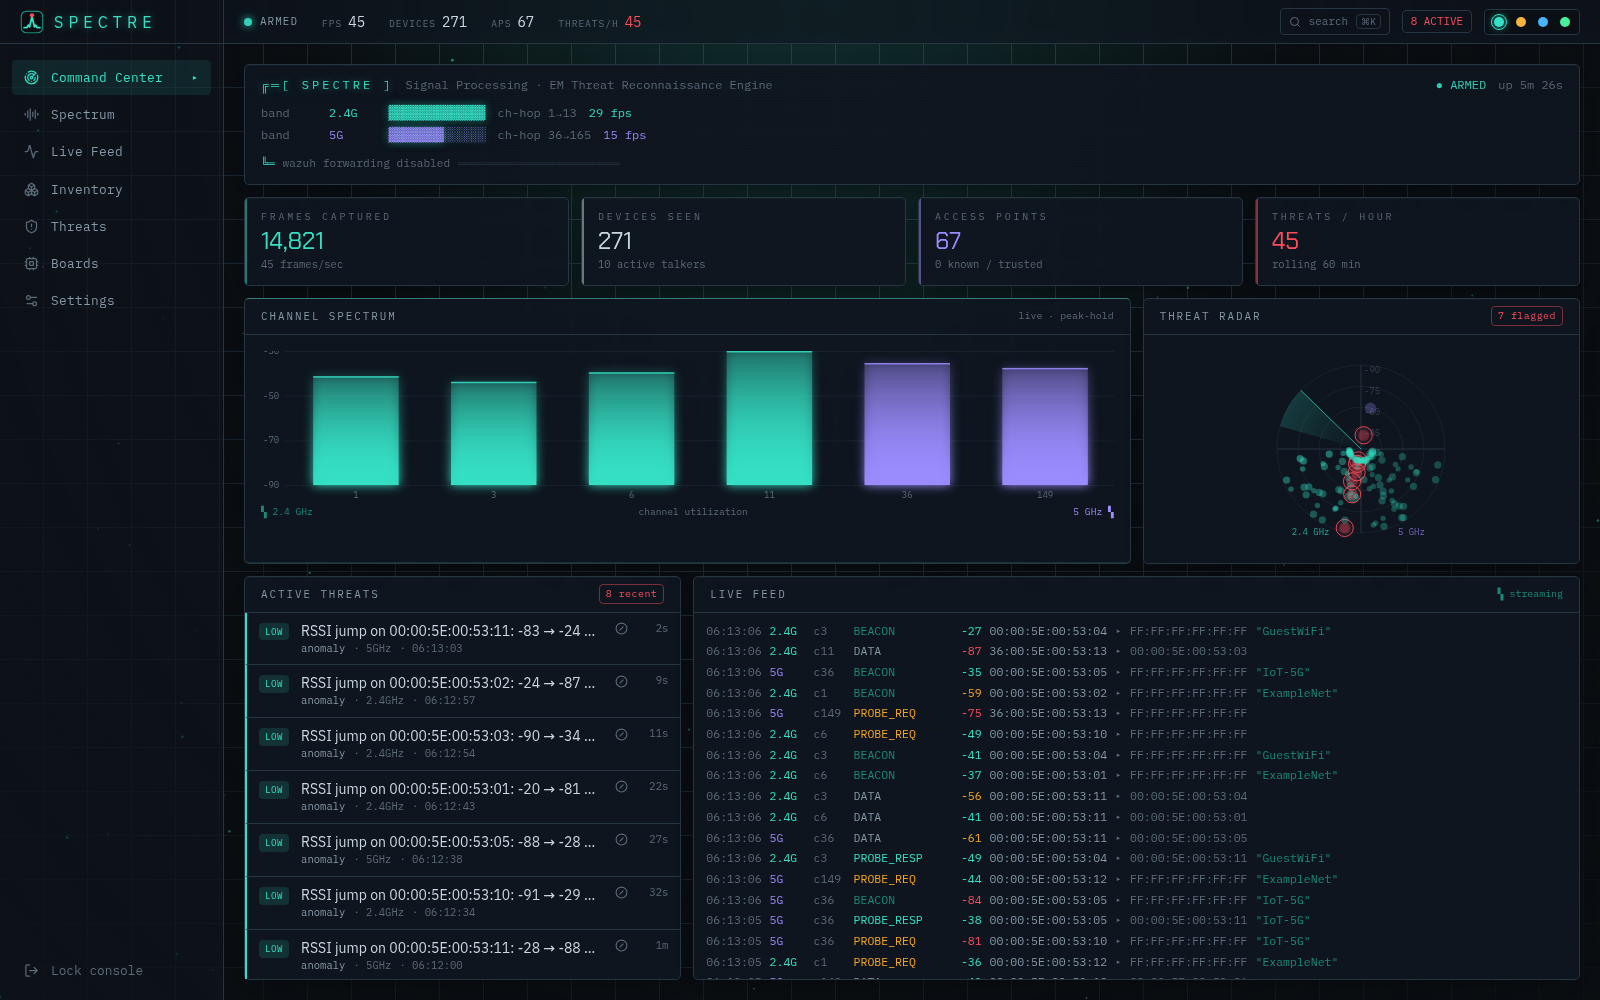 SPECTRE
ARMED FPS 45 DEVICES 271 APS 67 THREATS/H 45
search ⌘K
8 ACTIVE
Command Center ▸
Spectrum
Live Feed
Inventory
Threats
Boards
Settings
Lock console
╔═[ SPECTRE ] Signal Processing · EM Threat Reconnaissance Engine
● ARMED up 5m 26s
band 2.4G ch-hop 1→13 29 fps
band 5G ch-hop 36→165 15 fps
╚═ wazuh forwarding disabled
FRAMES CAPTURED
14,821
45 frames/sec
DEVICES SEEN
271
10 active talkers
ACCESS POINTS
67
0 known / trusted
THREATS / HOUR
45
rolling 60 min
CHANNEL SPECTRUM
live · peak-hold
-30
-50
-70
-90
1 3 6 11 36 149
2.4 GHz channel utilization 5 GHz
THREAT RADAR
7 flagged
-90
-75
2.4 GHz 5 GHz
ACTIVE THREATS
8 recent
LOW RSSI jump on 00:00:5E:00:53:11: -83 → -24 ... 2s
anomaly · 5GHz · 06:13:03
LOW RSSI jump on 00:00:5E:00:53:02: -24 → -87 ... 9s
anomaly · 2.4GHz · 06:12:57
LOW RSSI jump on 00:00:5E:00:53:03: -90 → -34 ... 11s
anomaly · 2.4GHz · 06:12:54
LOW RSSI jump on 00:00:5E:00:53:01: -20 → -81 ... 22s
anomaly · 2.4GHz · 06:12:43
LOW RSSI jump on 00:00:5E:00:53:05: -88 → -28 ... 27s
anomaly · 5GHz · 06:12:38
LOW RSSI jump on 00:00:5E:00:53:10: -91 → -29 ... 32s
anomaly · 2.4GHz · 06:12:34
LOW RSSI jump on 00:00:5E:00:53:11: -28 → -88 ... 1m
anomaly · 5GHz · 06:12:00
LIVE FEED
streaming
06:13:06 2.4G c3 BEACON -27 00:00:5E:00:53:04 ▸ FF:FF:FF:FF:FF:FF "GuestWiFi"
06:13:06 2.4G c11 DATA -87 36:00:5E:00:53:13 ▸ 00:00:5E:00:53:03
06:13:06 5G c36 BEACON -35 00:00:5E:00:53:05 ▸ FF:FF:FF:FF:FF:FF "IoT-5G"
06:13:06 2.4G c1 BEACON -59 00:00:5E:00:53:02 ▸ FF:FF:FF:FF:FF:FF "ExampleNet"
06:13:06 5G c149 PROBE_REQ -75 36:00:5E:00:53:13 ▸ FF:FF:FF:FF:FF:FF
06:13:06 2.4G c6 PROBE_REQ -49 00:00:5E:00:53:10 ▸ FF:FF:FF:FF:FF:FF
06:13:06 2.4G c3 BEACON -41 00:00:5E:00:53:04 ▸ FF:FF:FF:FF:FF:FF "GuestWiFi"
06:13:06 2.4G c6 BEACON -37 00:00:5E:00:53:01 ▸ FF:FF:FF:FF:FF:FF "ExampleNet"
06:13:06 2.4G c3 DATA -56 00:00:5E:00:53:11 ▸ 00:00:5E:00:53:04
06:13:06 2.4G c6 DATA -41 00:00:5E:00:53:11 ▸ 00:00:5E:00:53:01
06:13:06 5G c36 DATA -61 00:00:5E:00:53:11 ▸ 00:00:5E:00:53:05
06:13:06 2.4G c3 PROBE_RESP -49 00:00:5E:00:53:04 ▸ 00:00:5E:00:53:11 "GuestWiFi"
06:13:06 5G c149 PROBE_REQ -44 00:00:5E:00:53:12 ▸ FF:FF:FF:FF:FF:FF "ExampleNet"
06:13:06 5G c36 BEACON -84 00:00:5E:00:53:05 ▸ FF:FF:FF:FF:FF:FF "IoT-5G"
06:13:05 5G c36 PROBE_RESP -38 00:00:5E:00:53:05 ▸ 00:00:5E:00:53:11 "IoT-5G"
06:13:05 5G c36 PROBE_REQ -81 00:00:5E:00:53:10 ▸ FF:FF:FF:FF:FF:FF "IoT-5G"
06:13:05 2.4G c1 PROBE_REQ -36 00:00:5E:00:53:12 ▸ FF:FF:FF:FF:FF:FF "ExampleNet"